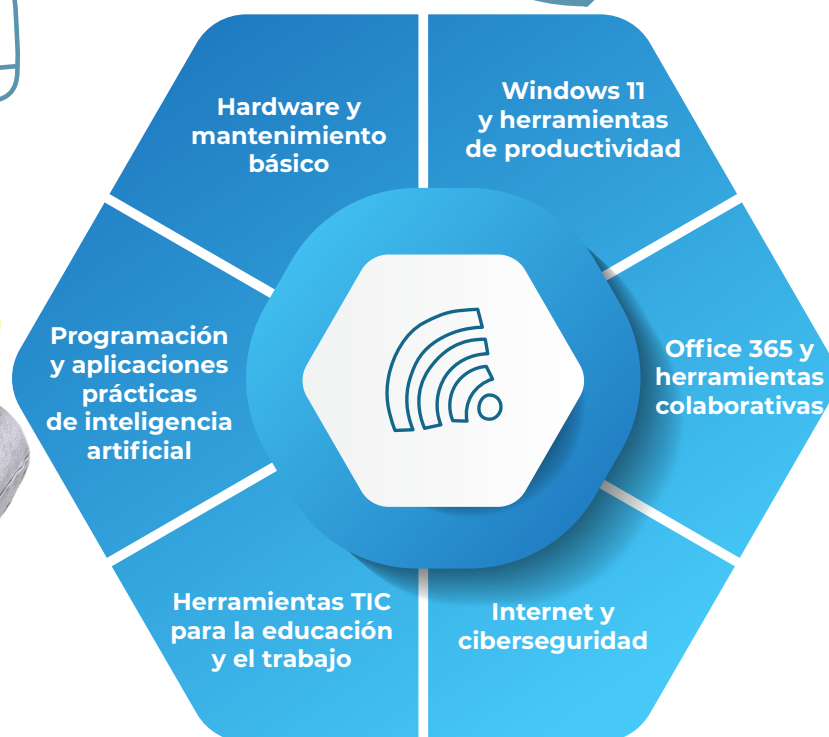 Hardware y
mantenimiento
básico
Windows 11
y herramientas
de productividad
Programación
y aplicaciones
prácticas
de inteligencia
artificial
Office 365 y
herramientas
colaborativas
Herramientas TIC
para la educación
y el trabajo
Internet y
ciberseguridad